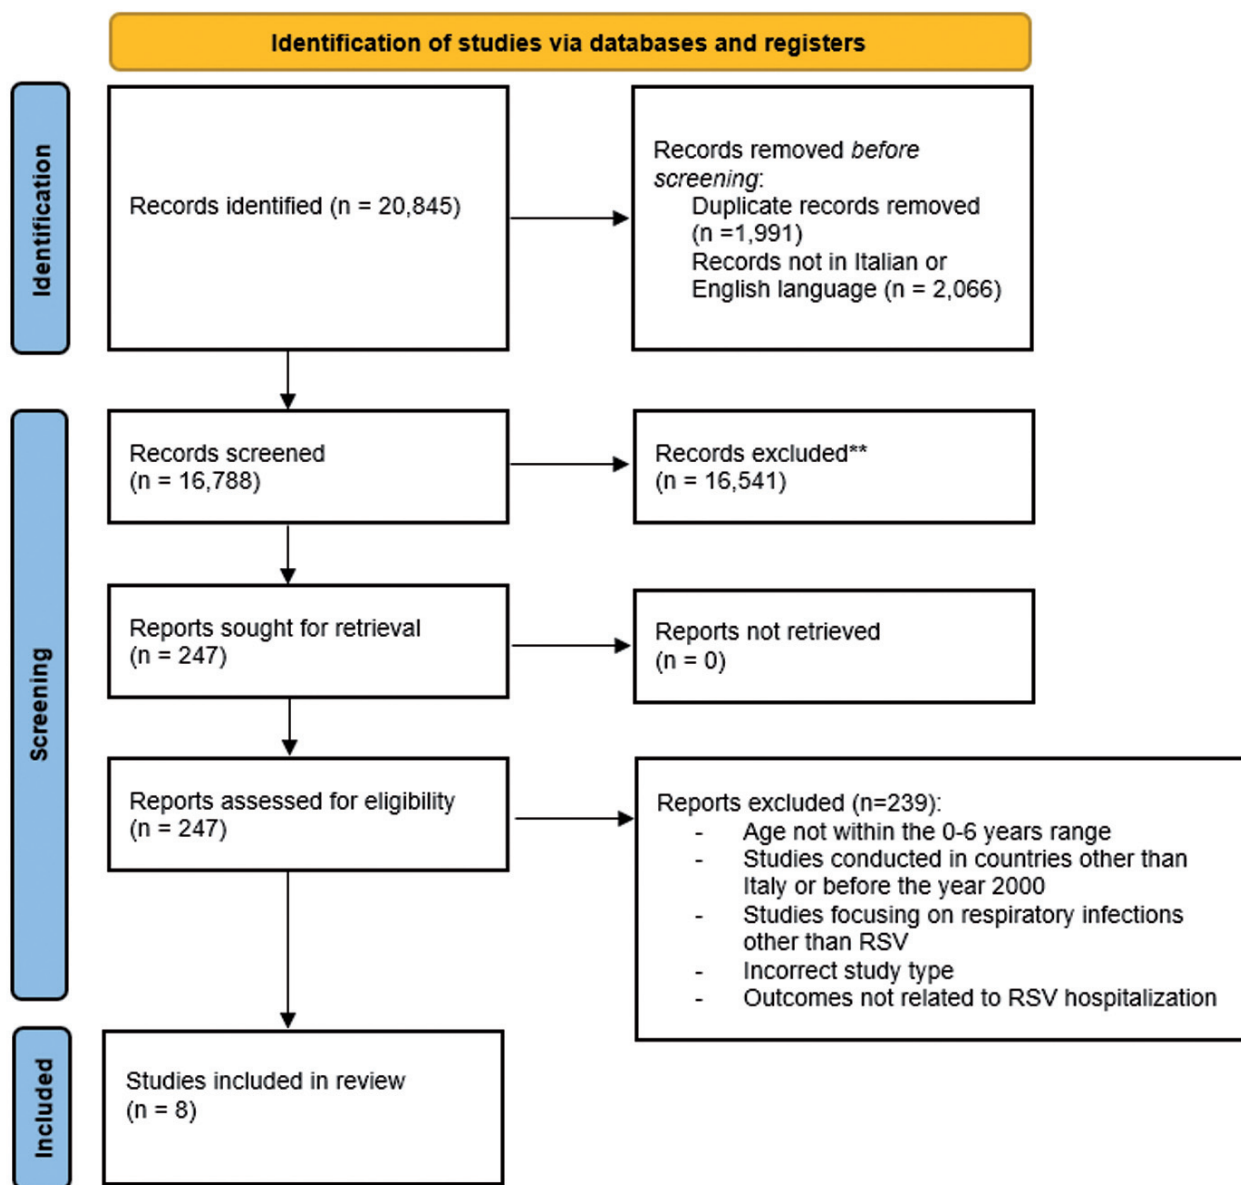 Identification of studies via databases and registers
Identification
Records identified (n = 20,845)
Records removed before
screening:
Duplicate records removed
(n =1,991)
Records not in Italian or
English language (n = 2,066)
Screening
Records screened
(n = 16,788)
Records excluded**
(n = 16,541)
Reports sought for retrieval
(n = 247)
Reports not retrieved
(n = 0)
Reports assessed for eligibility
(n = 247)
Reports excluded (n=239):
- Age not within the 0-6 years range
- Studies conducted in countries other than
Italy or before the year 2000
- Studies focusing on respiratory infections
other than RSV
- Incorrect study type
- Outcomes not related to RSV hospitalization
Included
Studies included in review
(n = 8)